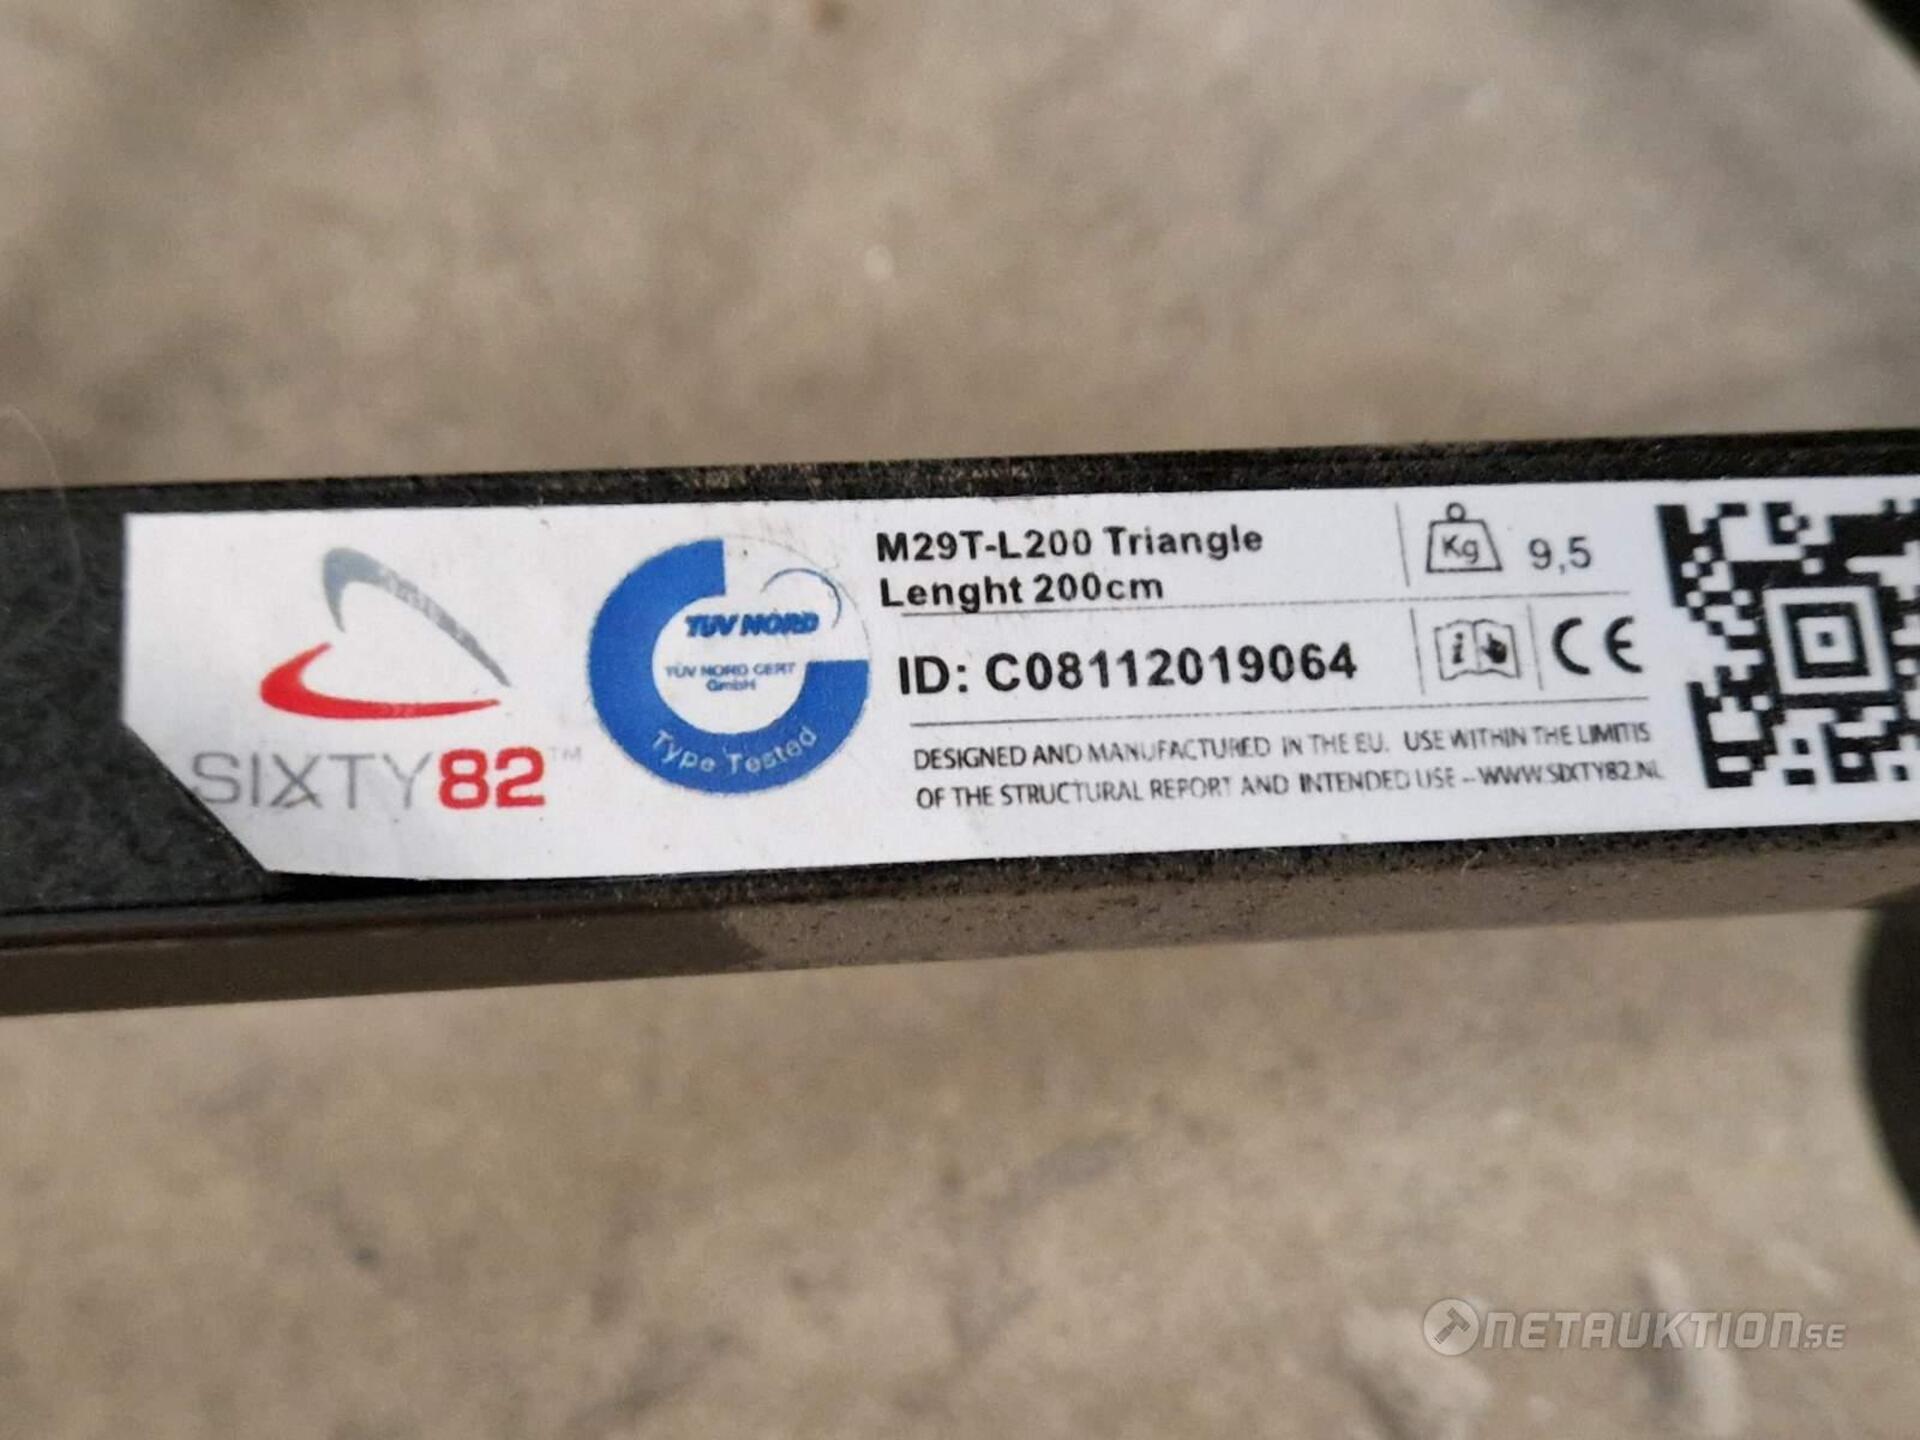 SIXTY82™
TÜV NORD
TÜV NORD CERT
GmbH
Type Tested
M29T-L200 Triangle
Lenght 200cm
Kg 9,5
ID: C08112019064
i CE
DESIGNED AND MANUFACTURED IN THE EU. USE WITHIN THE LIMITIS
OF THE STRUCTURAL REPORT AND INTENDED USE – WWW.SIXTY82.NL
NETAUKTION.SE